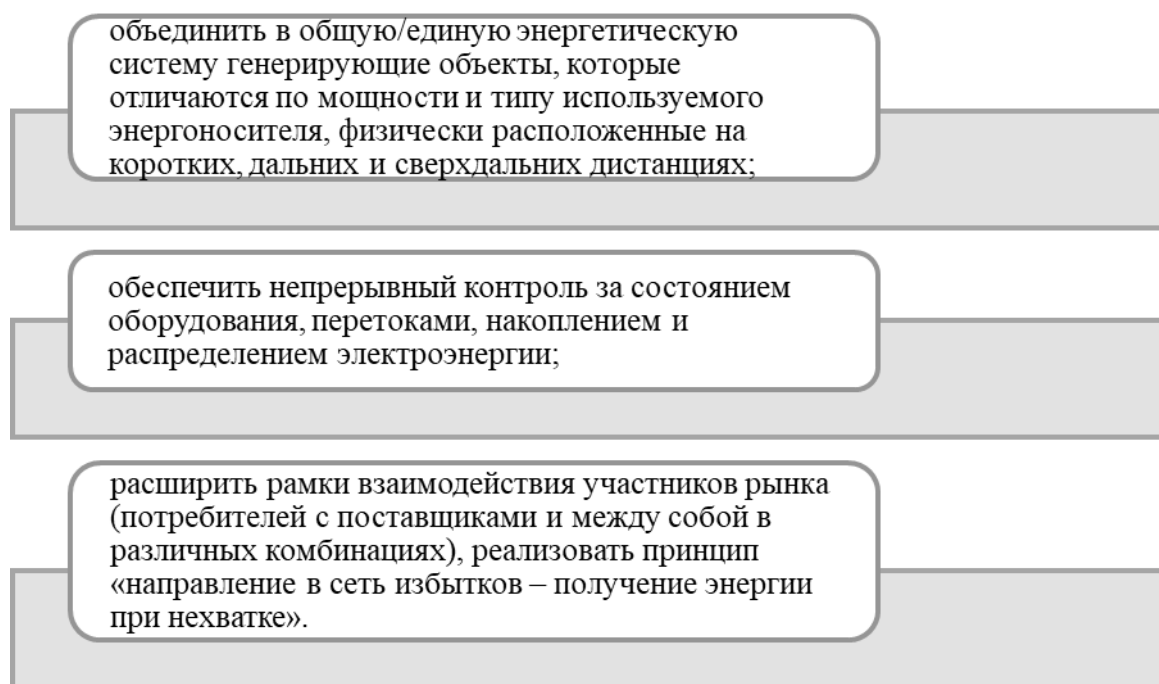 объединить в общую/единую энергетическую
систему генерирующие объекты, которые
отличаются по мощности и типу используемого
энергоносителя, физически расположенные на
коротких, дальних и сверхдальних дистанциях;
обеспечить непрерывный контроль за состоянием
оборудования, перетоками, накоплением и
распределением электроэнергии;
расширить рамки взаимодействия участников рынка
(потребителей с поставщиками и между собой в
различных комбинациях), реализовать принцип
«направление в сеть избытков – получение энергии
при нехватке».